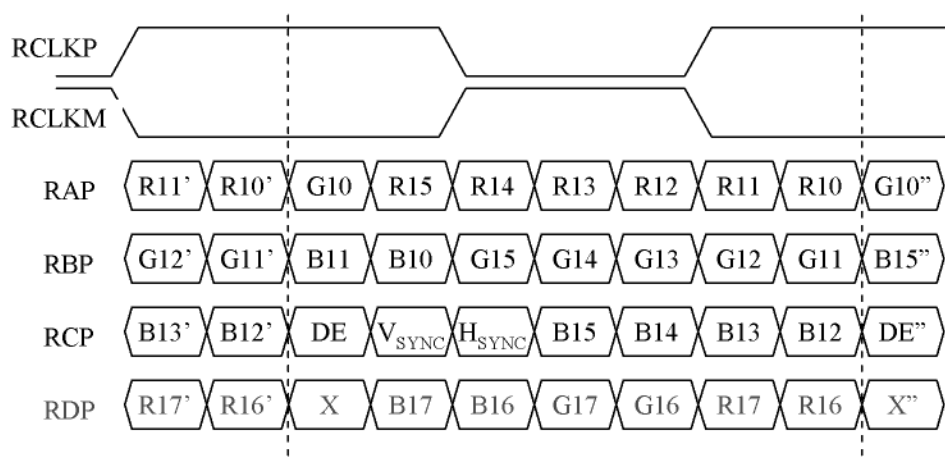 RCLKP
RCLKM
RAP R11’ R10’ G10 R15 R14 R13 R12 R11 R10 G10”
RBP G12’ G11’ B11 B10 G15 G14 G13 G12 G11 B15”
RCP B13’ B12’ DE VSYNC HSYNC B15 B14 B13 B12 DE”
RDP R17’ R16’ X B17 B16 G17 G16 R17 R16 X”